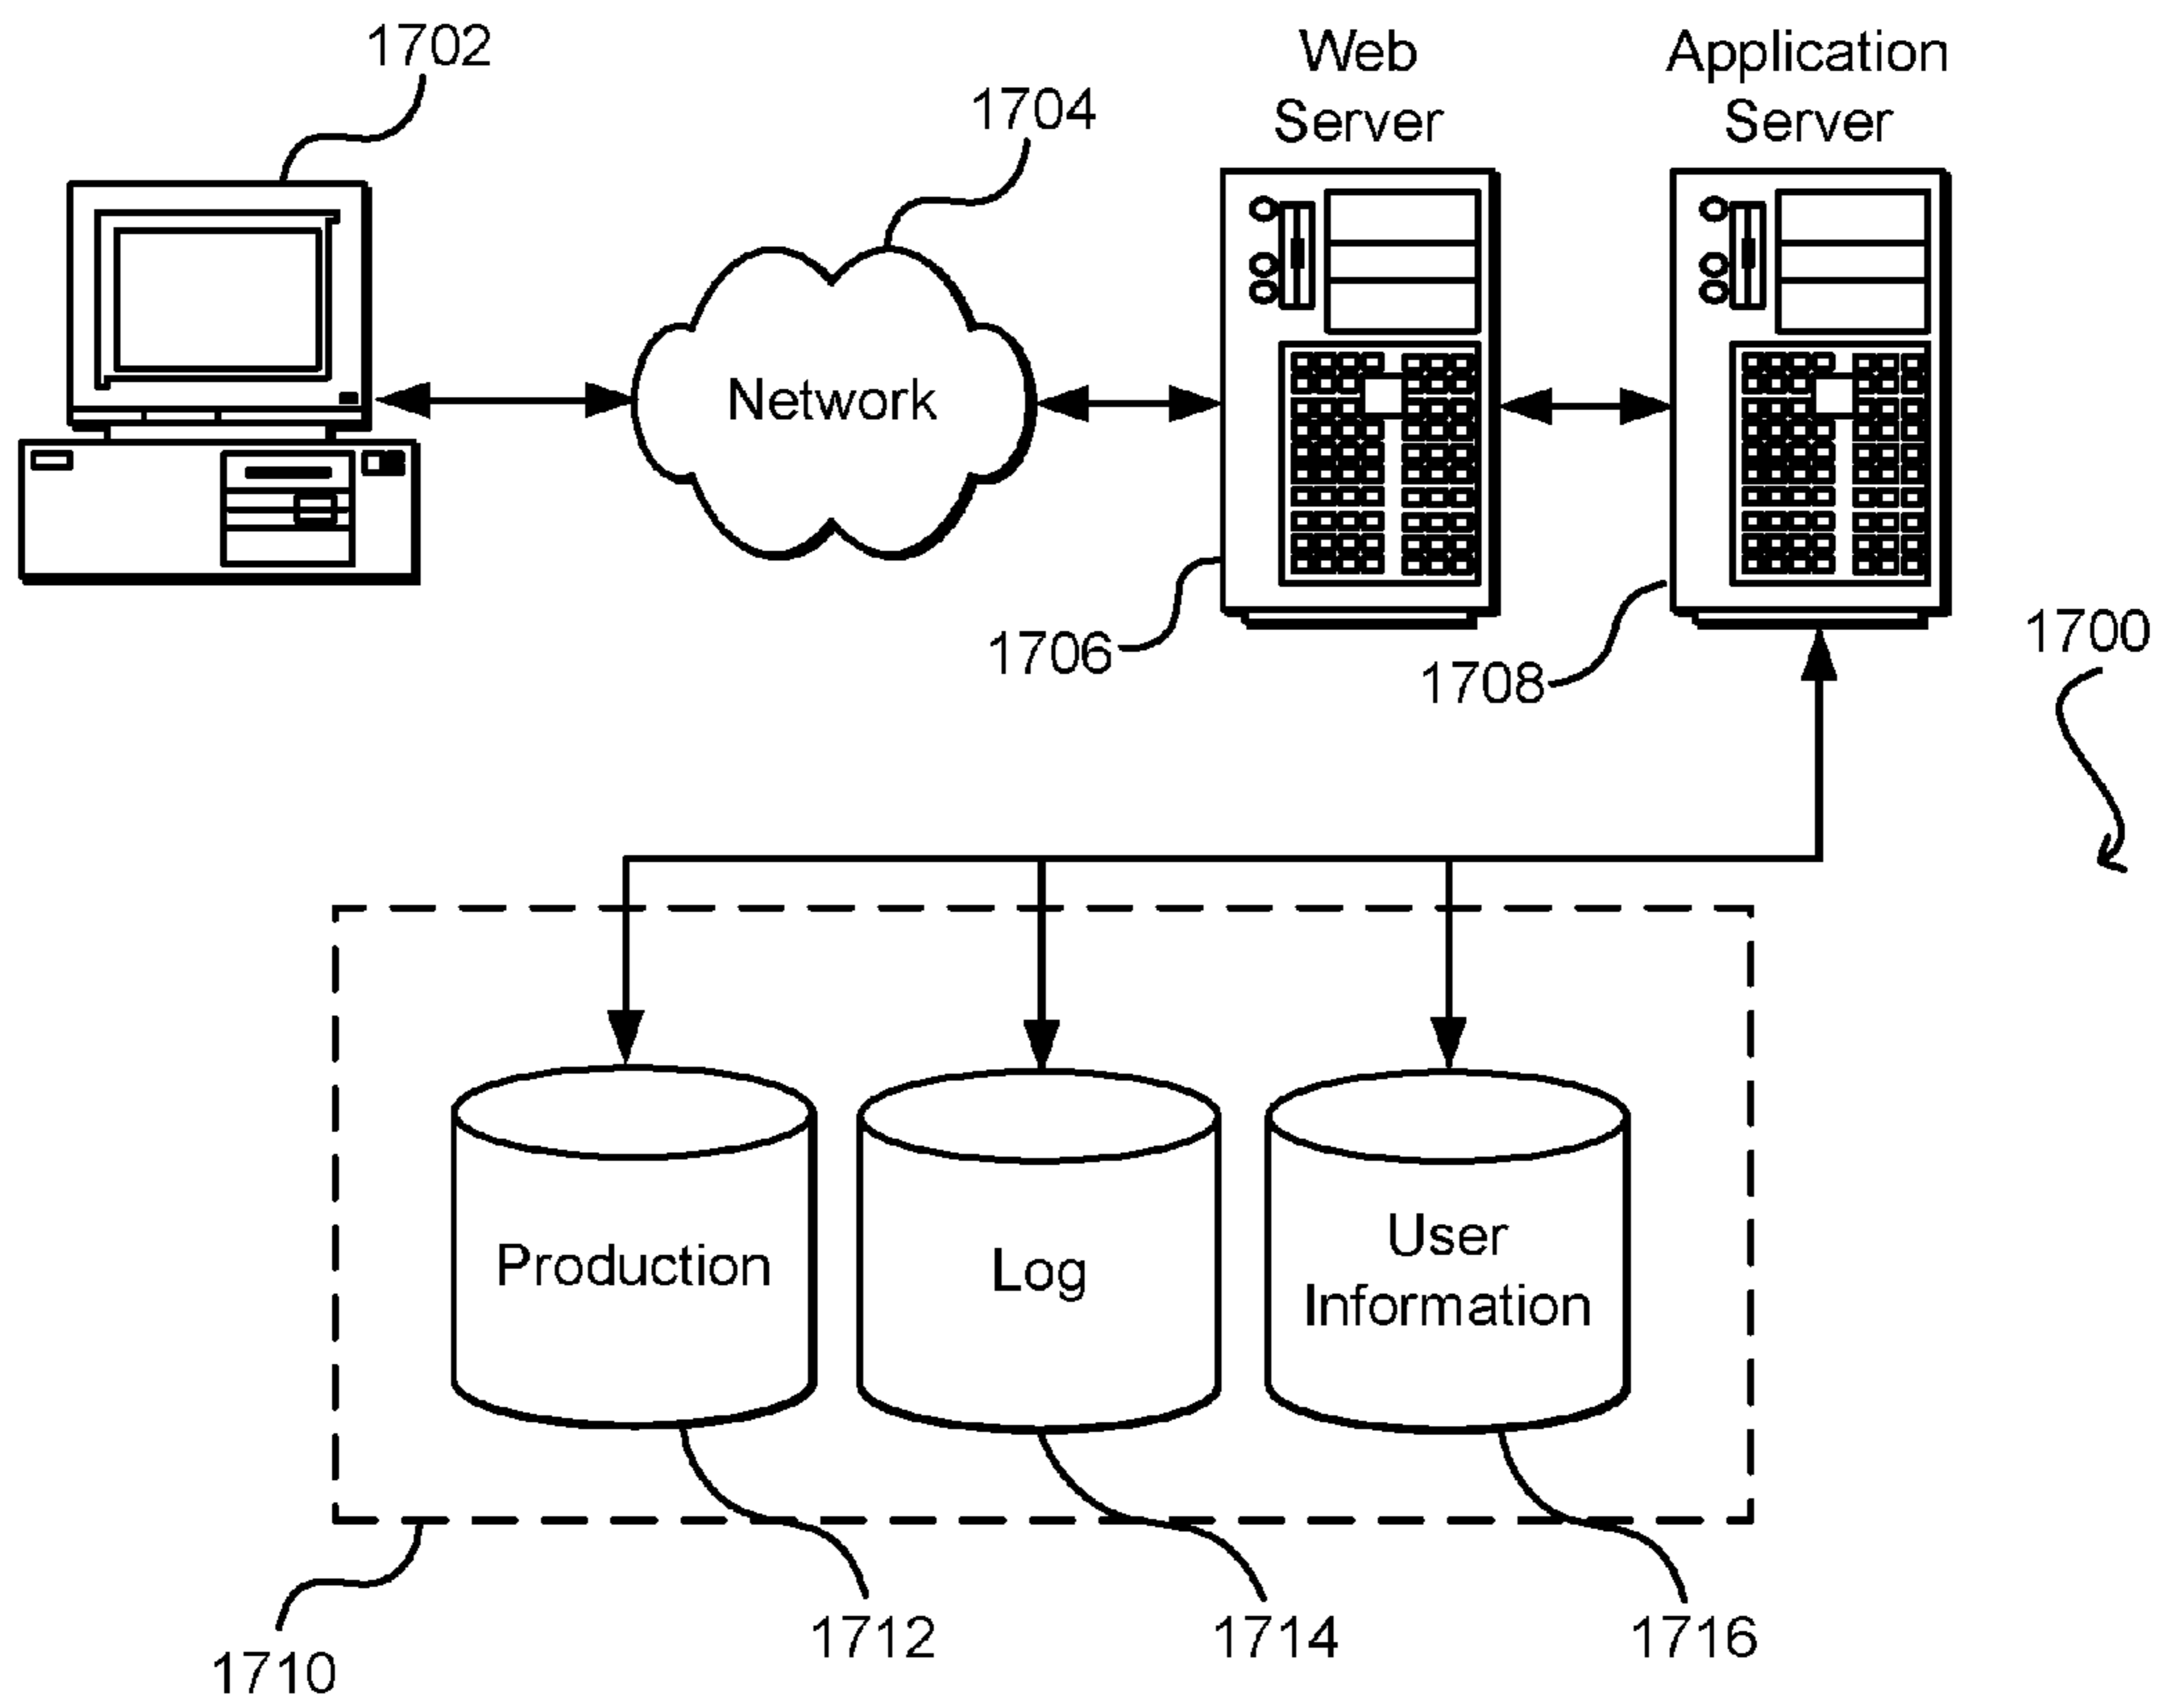 1702
1704
Web
Server
Application
Server
Network
1706
1708
1700
Production
Log
User
Information
1710
1712
1714
1716